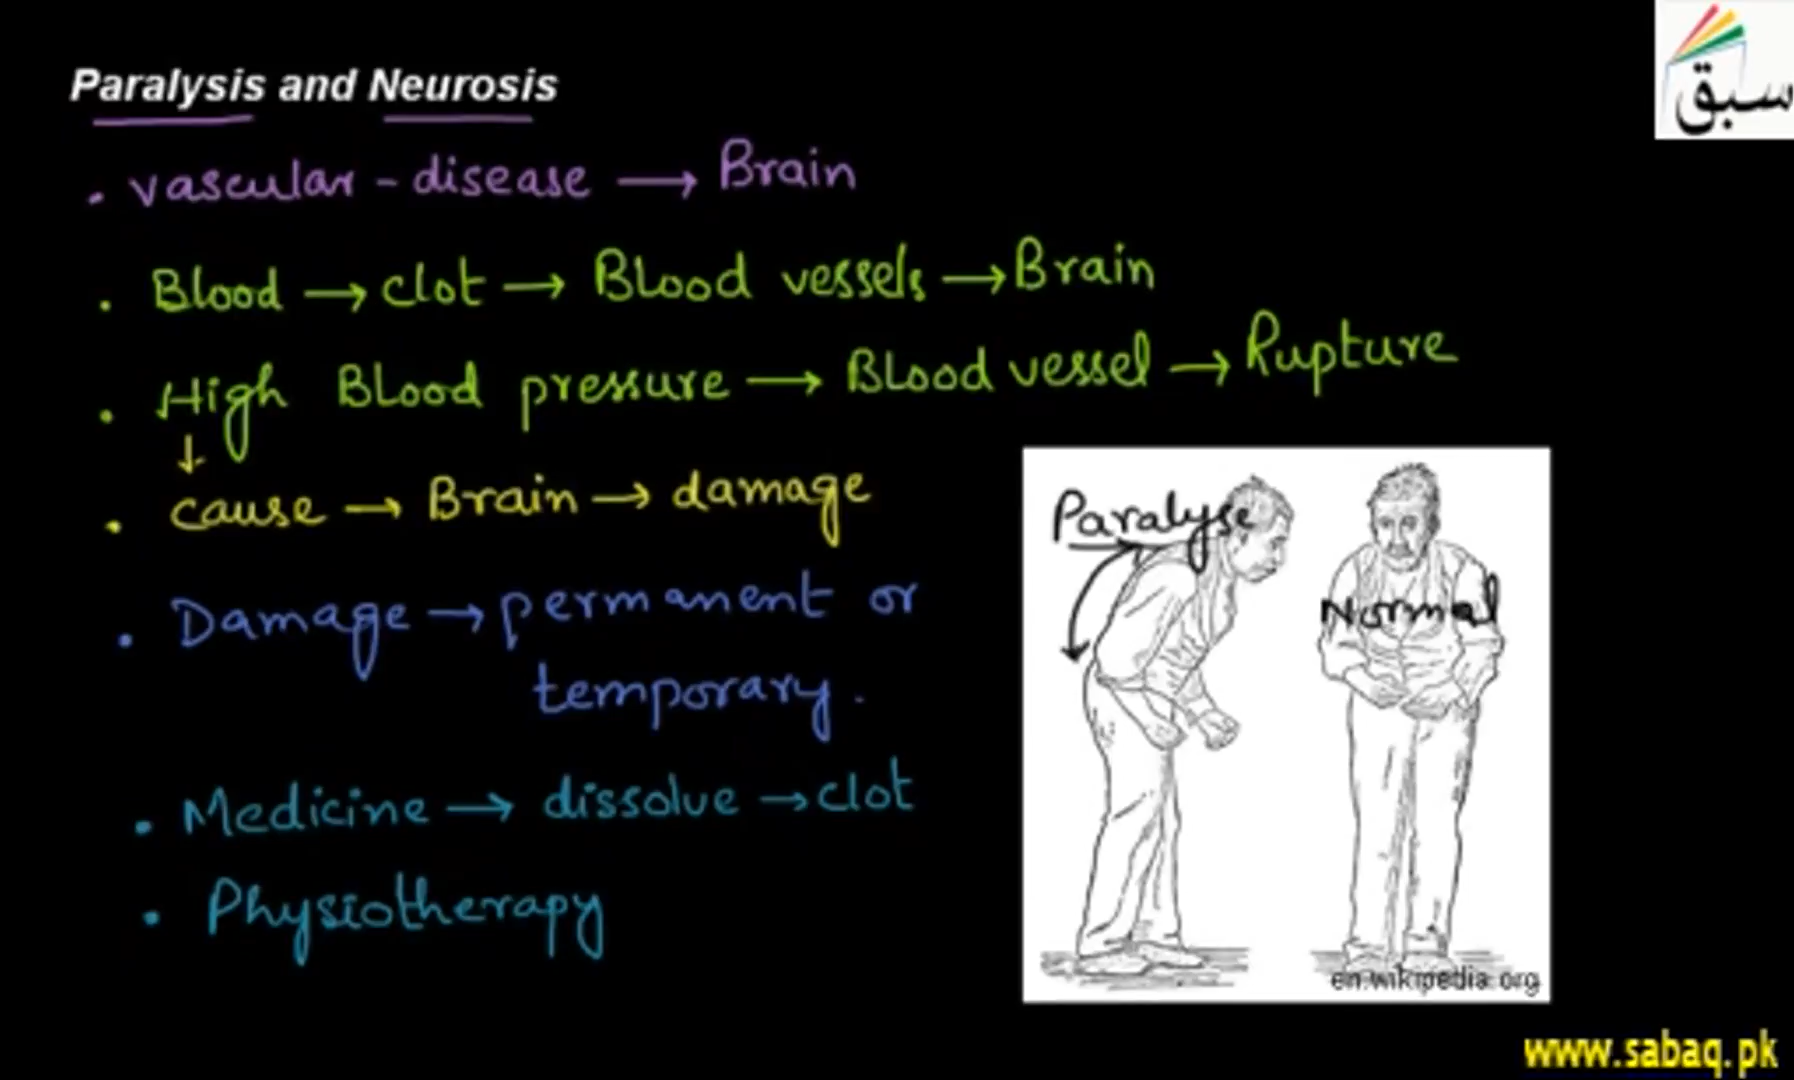 Paralysis and Neurosis
سبق
. vascular - disease → Brain
. Blood → clot → Blood vessels → Brain
. High Blood pressure → Blood vessel → Rupture
↓
. cause → Brain → damage
. Damage → permanent or
temporary.
. Medicine → dissolve → clot
. Physiotherapy
Paralyse
Normal
en.wikipedia.org
www.sabaq.pk